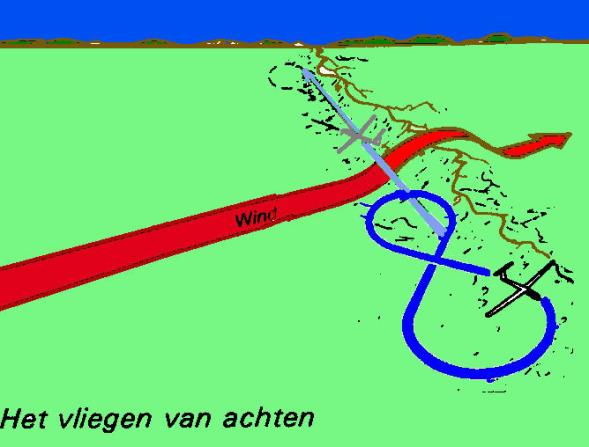 Wind
Het vliegen van achten